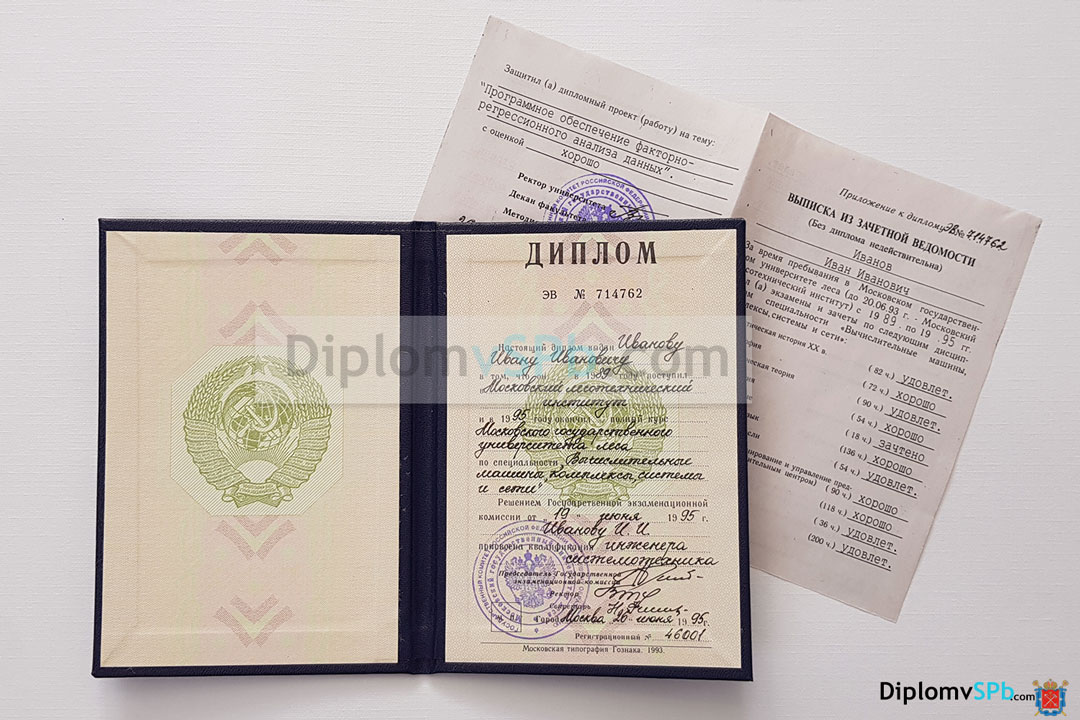 Защитил (а) дипломный проект (работу) на тему:
"Программное обеспечение факторно-
регрессионного анализа данных".
с оценкой хорошо
Ректор университета
Декан факультета
Приложение к диплому ЭВ № 714762
ВЫПИСКА ИЗ ЗАЧЕТНОЙ ВЕДОМОСТИ
(Без диплома недействительна)
Иванов
Иван Иванович
За время пребывания в Московском государствен-
ном университете леса (до 20.06.93 г. - Московский
лесотехнический институт) с 1989. по 1995 гг.
сдал (а) экзамены и зачеты по следующим дисцип-
специальности «Вычислительные машины,
комплексы, системы и сети»:
история XX в. (82 ч.) удовлет.
теория (72 ч.) хорошо
(90 ч.) удовлет.
(54 ч.) хорошо
(18 ч.) зачтено
(136 ч.) хорошо
(54 ч.) удовлет.
и управление пред-
центром) (90 ч.) хорошо
(118 ч.) хорошо
(36 ч.) удовлет.
(200 ч.) удовлет.
ДИПЛОМ
ЭВ № 714762
Настоящий диплом выдан Иванову
Ивану Ивановичу
в том, что он в 1989 году поступил
Московский лесотехнический
институт
и в 1995 году окончил полный курс
Московского государственного
университета леса
по специальности "Вычислительные
машины, комплексы, системы
и сети"
Решением Государственной экзаменационной
комиссии от "19" июня 1995 г.
Иванову И. И.
присвоена квалификация инженера
системотехника
Председатель Государственной
экзаменационной комиссии
Ректор
Секретарь
Город Москва 26 июня 1995г.
Регистрационный № 46001
Московская типография Гознака. 1993.
DiplomvSPb.com
DiplomvSPb.com